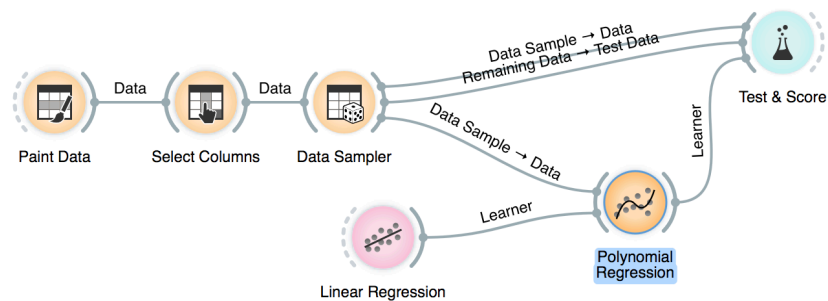 Data Sample → Data
Remaining Data → Test Data
Data
Data
Test & Score
Paint Data
Select Columns
Data Sampler
Data Sample → Data
Learner
Learner
Polynomial
Regression
Linear Regression